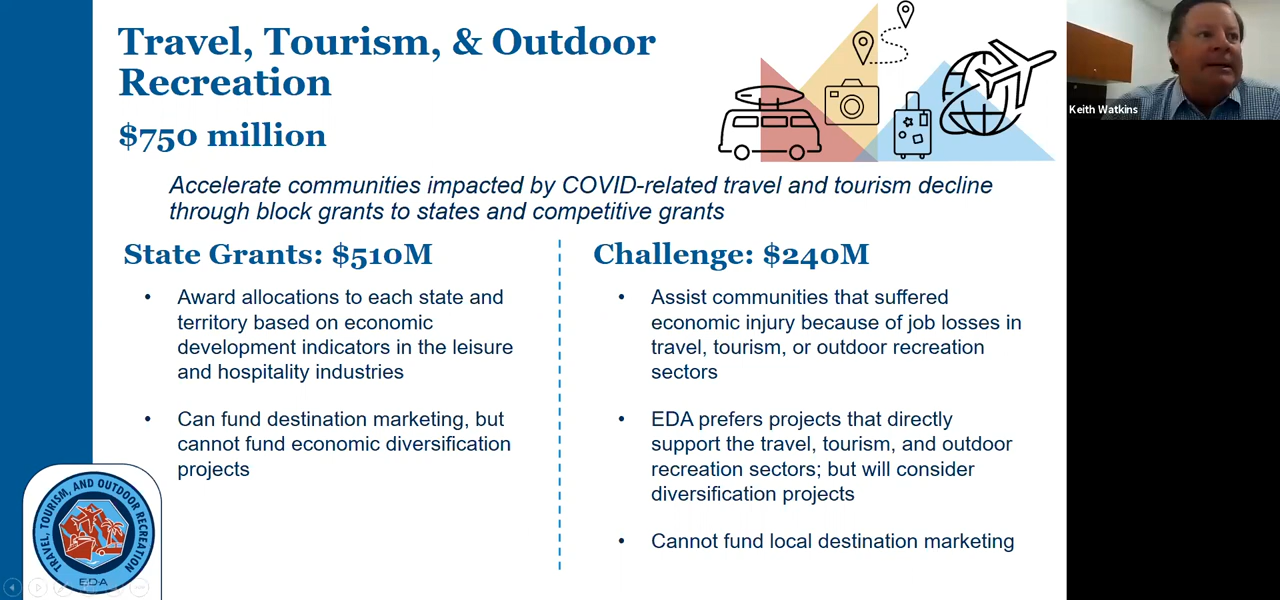 Travel, Tourism, & Outdoor
Recreation
$750 million
Keith Watkins
Accelerate communities impacted by COVID-related travel and tourism decline
through block grants to states and competitive grants
State Grants: $510M
• Award allocations to each state and
territory based on economic
development indicators in the leisure
and hospitality industries
• Can fund destination marketing, but
cannot fund economic diversification
projects
Challenge: $240M
• Assist communities that suffered
economic injury because of job losses in
travel, tourism, or outdoor recreation
sectors
• EDA prefers projects that directly
support the travel, tourism, and outdoor
recreation sectors; but will consider
diversification projects
• Cannot fund local destination marketing
TRAVEL, TOURISM, AND OUTDOOR RECREATION
EDA